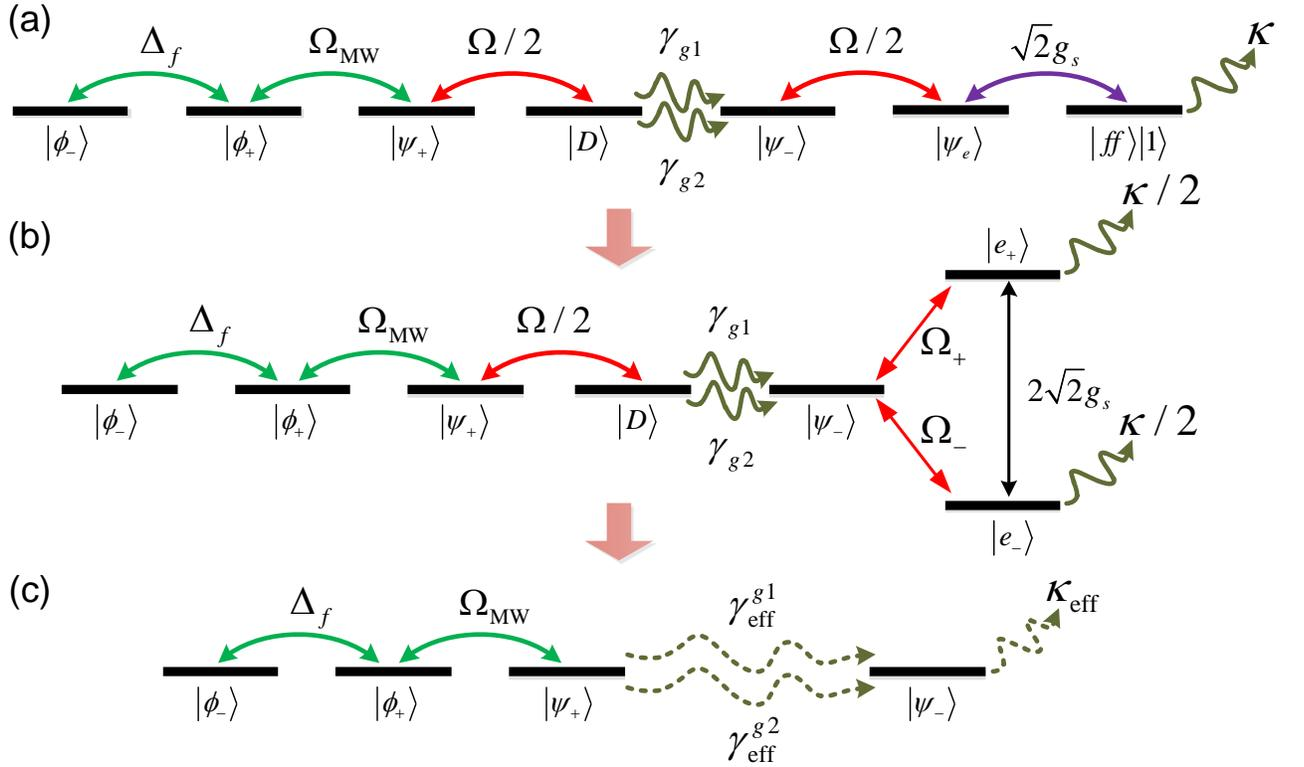 (a)
Δ_f Ω_MW Ω / 2 γ_g1 Ω / 2 √2g_s κ
|ϕ_-⟩ |ϕ_+⟩ |ψ_+⟩ |D⟩ |ψ_-⟩ |ψ_e⟩ |ff⟩|1⟩
γ_g2
(b)
κ / 2
|e_+⟩
Δ_f Ω_MW Ω / 2 γ_g1
Ω_+
2√2g_s
|ϕ_-⟩ |ϕ_+⟩ |ψ_+⟩ |D⟩ |ψ_-⟩
Ω_-
κ / 2
γ_g2
|e_-⟩
(c)
Δ_f Ω_MW γ_eff^g1 κ_eff
|ϕ_-⟩ |ϕ_+⟩ |ψ_+⟩ |ψ_-⟩
γ_eff^g2